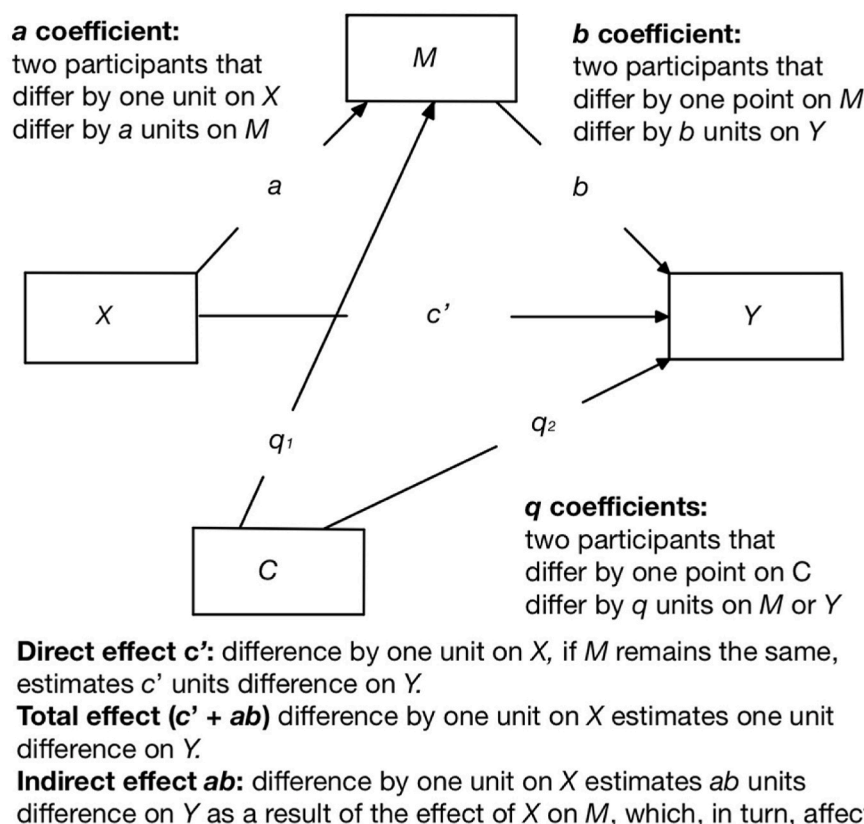 a coefficient:
two participants that
differ by one unit on X
differ by a units on M
M
b coefficient:
two participants that
differ by one point on M
differ by b units on Y
a
b
X
c’
Y
q1
q2
C
q coefficients:
two participants that
differ by one point on C
differ by q units on M or Y
Direct effect c’: difference by one unit on X, if M remains the same,
estimates c’ units difference on Y.
Total effect (c’ + ab) difference by one unit on X estimates one unit
difference on Y.
Indirect effect ab: difference by one unit on X estimates ab units
difference on Y as a result of the effect of X on M, which, in turn, affec